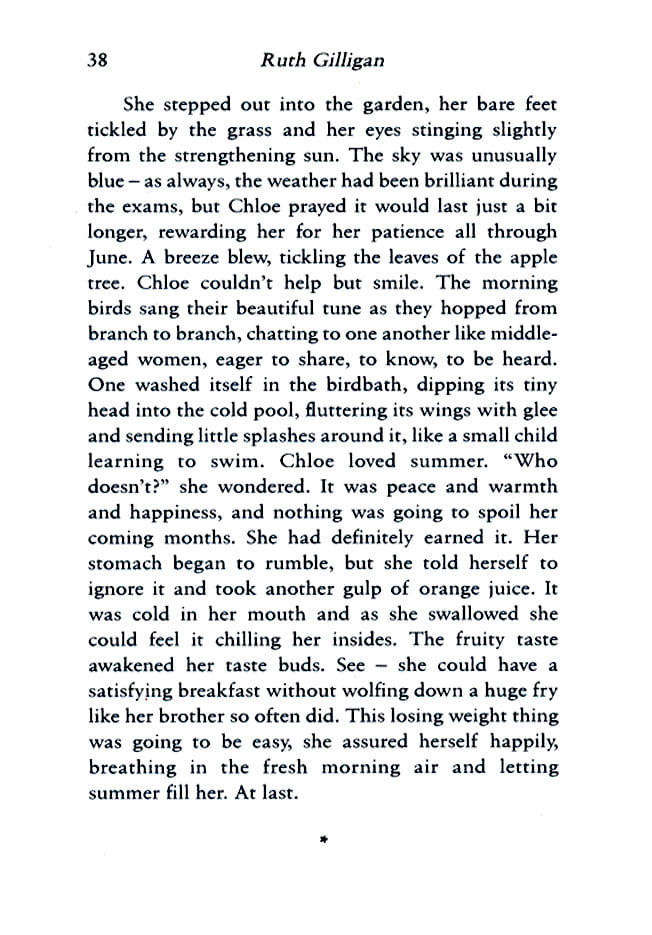 38 Ruth Gilligan
She stepped out into the garden, her bare feet
tickled by the grass and her eyes stinging slightly
from the strengthening sun. The sky was unusually
blue – as always, the weather had been brilliant during
the exams, but Chloe prayed it would last just a bit
longer, rewarding her for her patience all through
June. A breeze blew, tickling the leaves of the apple
tree. Chloe couldn’t help but smile. The morning
birds sang their beautiful tune as they hopped from
branch to branch, chatting to one another like middle-
aged women, eager to share, to know, to be heard.
One washed itself in the birdbath, dipping its tiny
head into the cold pool, fluttering its wings with glee
and sending little splashes around it, like a small child
learning to swim. Chloe loved summer. “Who
doesn’t?” she wondered. It was peace and warmth
and happiness, and nothing was going to spoil her
coming months. She had definitely earned it. Her
stomach began to rumble, but she told herself to
ignore it and took another gulp of orange juice. It
was cold in her mouth and as she swallowed she
could feel it chilling her insides. The fruity taste
awakened her taste buds. See – she could have a
satisfying breakfast without wolfing down a huge fry
like her brother so often did. This losing weight thing
was going to be easy, she assured herself happily,
breathing in the fresh morning air and letting
summer fill her. At last.
*